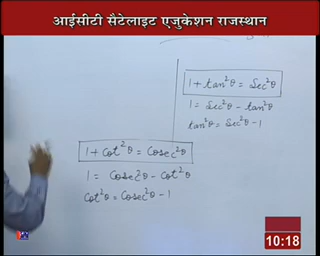 आईसीटी सैटेलाइट एजुकेशन राजस्थान
1 + tan²θ = Sec²θ
1 = Sec²θ - tan²θ
tan²θ = Sec²θ - 1
1 + Cot²θ = Cosec²θ
1 = Cosec²θ - Cot²θ
Cot²θ = Cosec²θ - 1
10:18